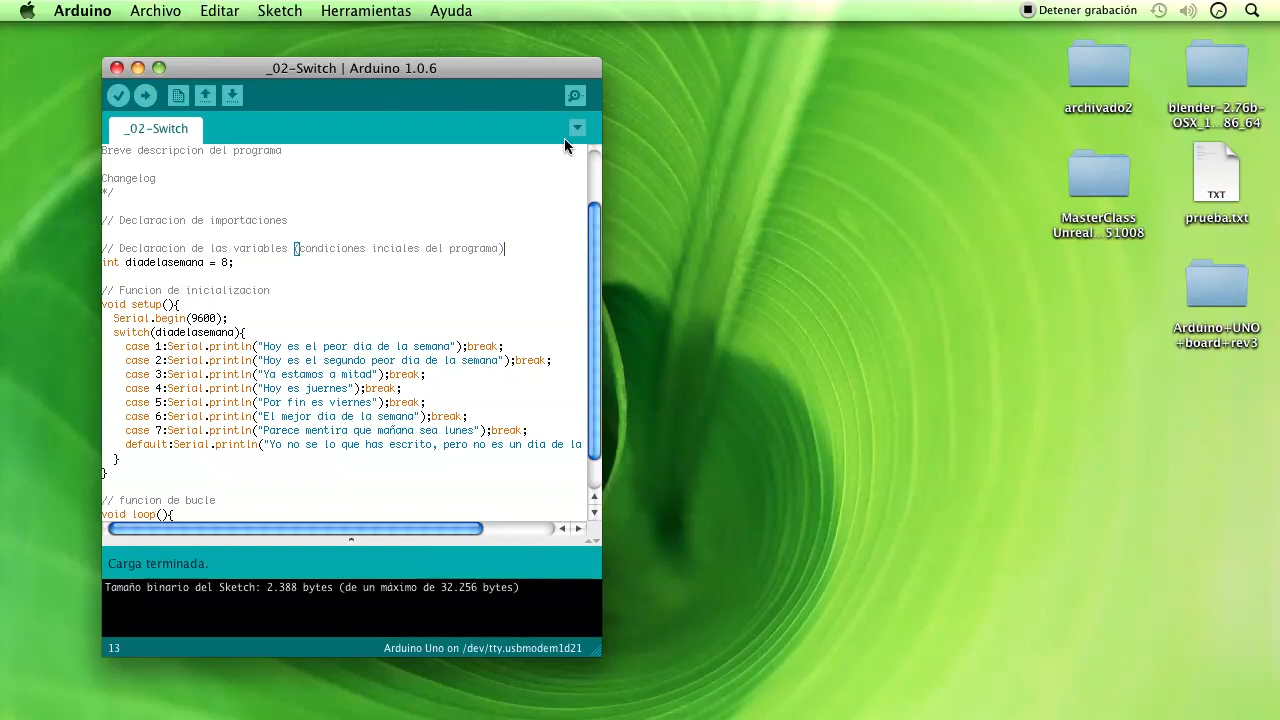 Arduino Archivo Editar Sketch Herramientas Ayuda Detener grabación
_02-Switch | Arduino 1.0.6
_02-Switch
Breve descripcion del programa
Changelog
*/
// Declaracion de importaciones
// Declaracion de las variables (condiciones inciales del programa)
int diadelasemana = 8;
// Funcion de inicializacion
void setup(){
Serial.begin(9600);
switch(diadelasemana){
case 1:Serial.println("Hoy es el peor dia de la semana");break;
case 2:Serial.println("Hoy es el segundo peor dia de la semana");break;
case 3:Serial.println("Ya estamos a mitad");break;
case 4:Serial.println("Hoy es juernes");break;
case 5:Serial.println("Por fin es viernes");break;
case 6:Serial.println("El mejor dia de la semana");break;
case 7:Serial.println("Parece mentira que mañana sea lunes");break;
default:Serial.println("Yo no se lo que has escrito, pero no es un dia de la
}
}
// funcion de bucle
void loop(){
Carga terminada.
Tamaño binario del Sketch: 2.388 bytes (de un máximo de 32.256 bytes)
13 Arduino Uno on /dev/tty.usbmodem1d21
archivado2
blender-2.76b-
OSX_1...86_64
MasterClass
Unreal...51008
TXT
prueba.txt
Arduino+UNO
+board+rev3